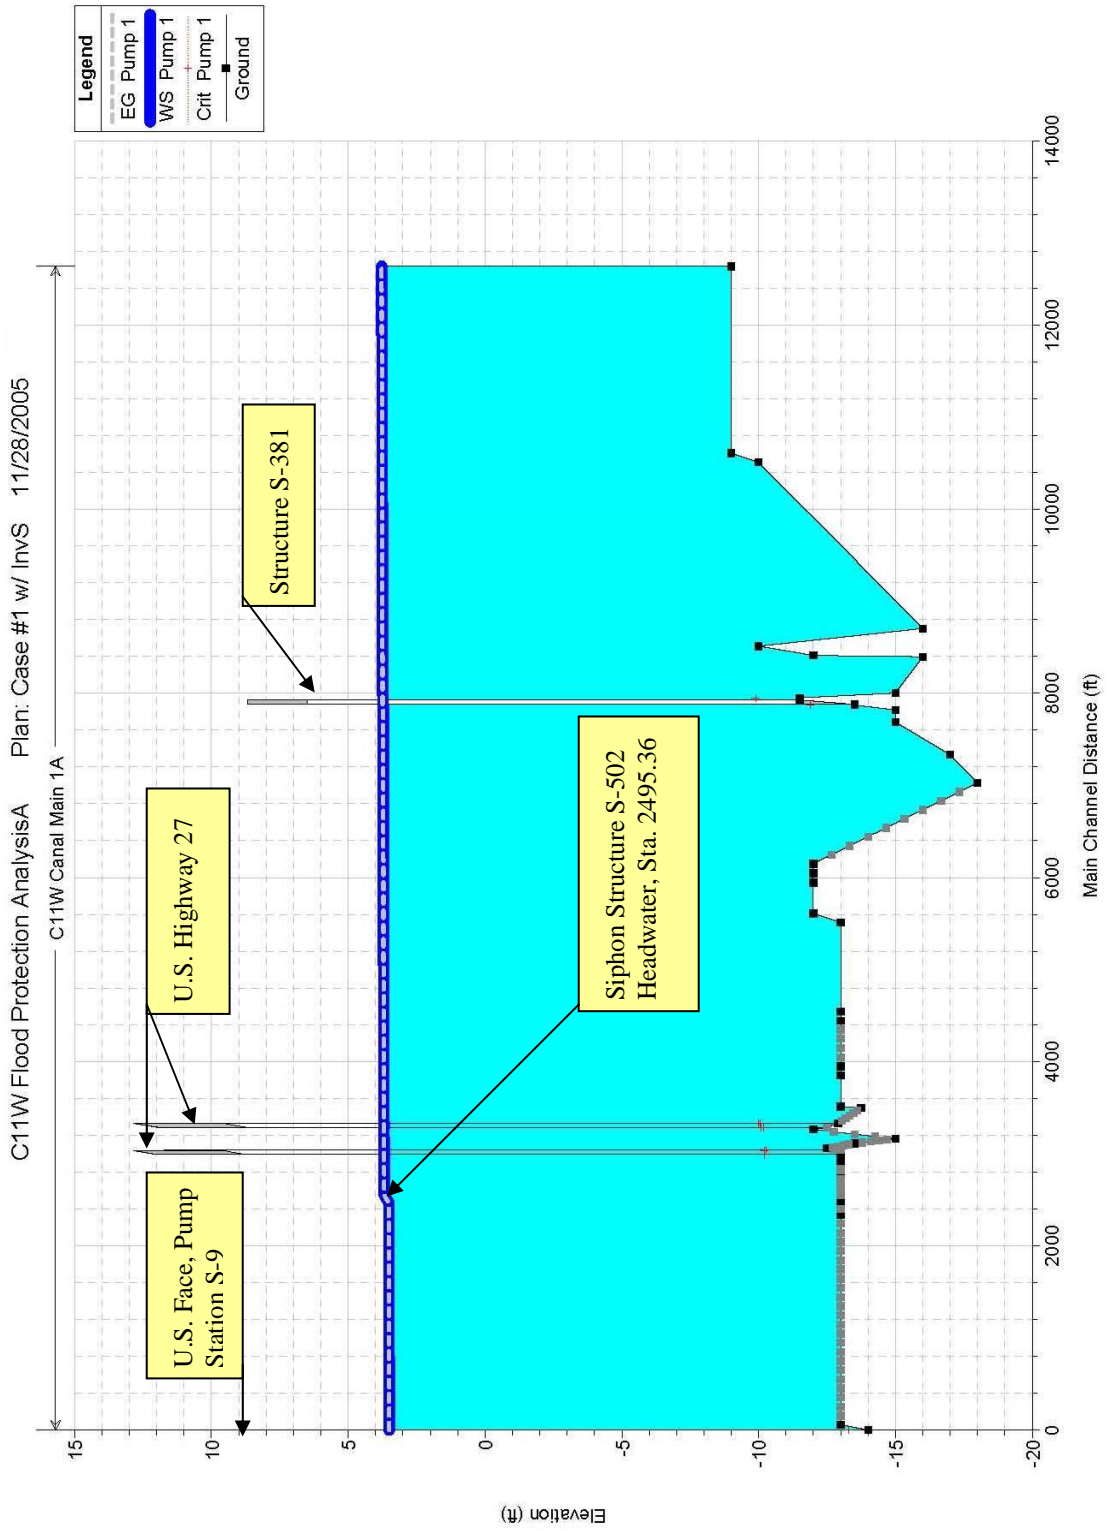 C11W Flood Protection AnalysisA Plan: Case #1 w/ InvS 11/28/2005
C11W Canal Main 1A
Legend
EG Pump 1
WS Pump 1
Crit Pump 1
Ground
U.S. Face, Pump
Station S-9
U.S. Highway 27
Structure S-381
Siphon Structure S-502
Headwater, Sta. 2495.36
Elevation (ft)
15
10
5
0
-5
-10
-15
-20
0
2000
4000
6000
8000
10000
12000
14000
Main Channel Distance (ft)